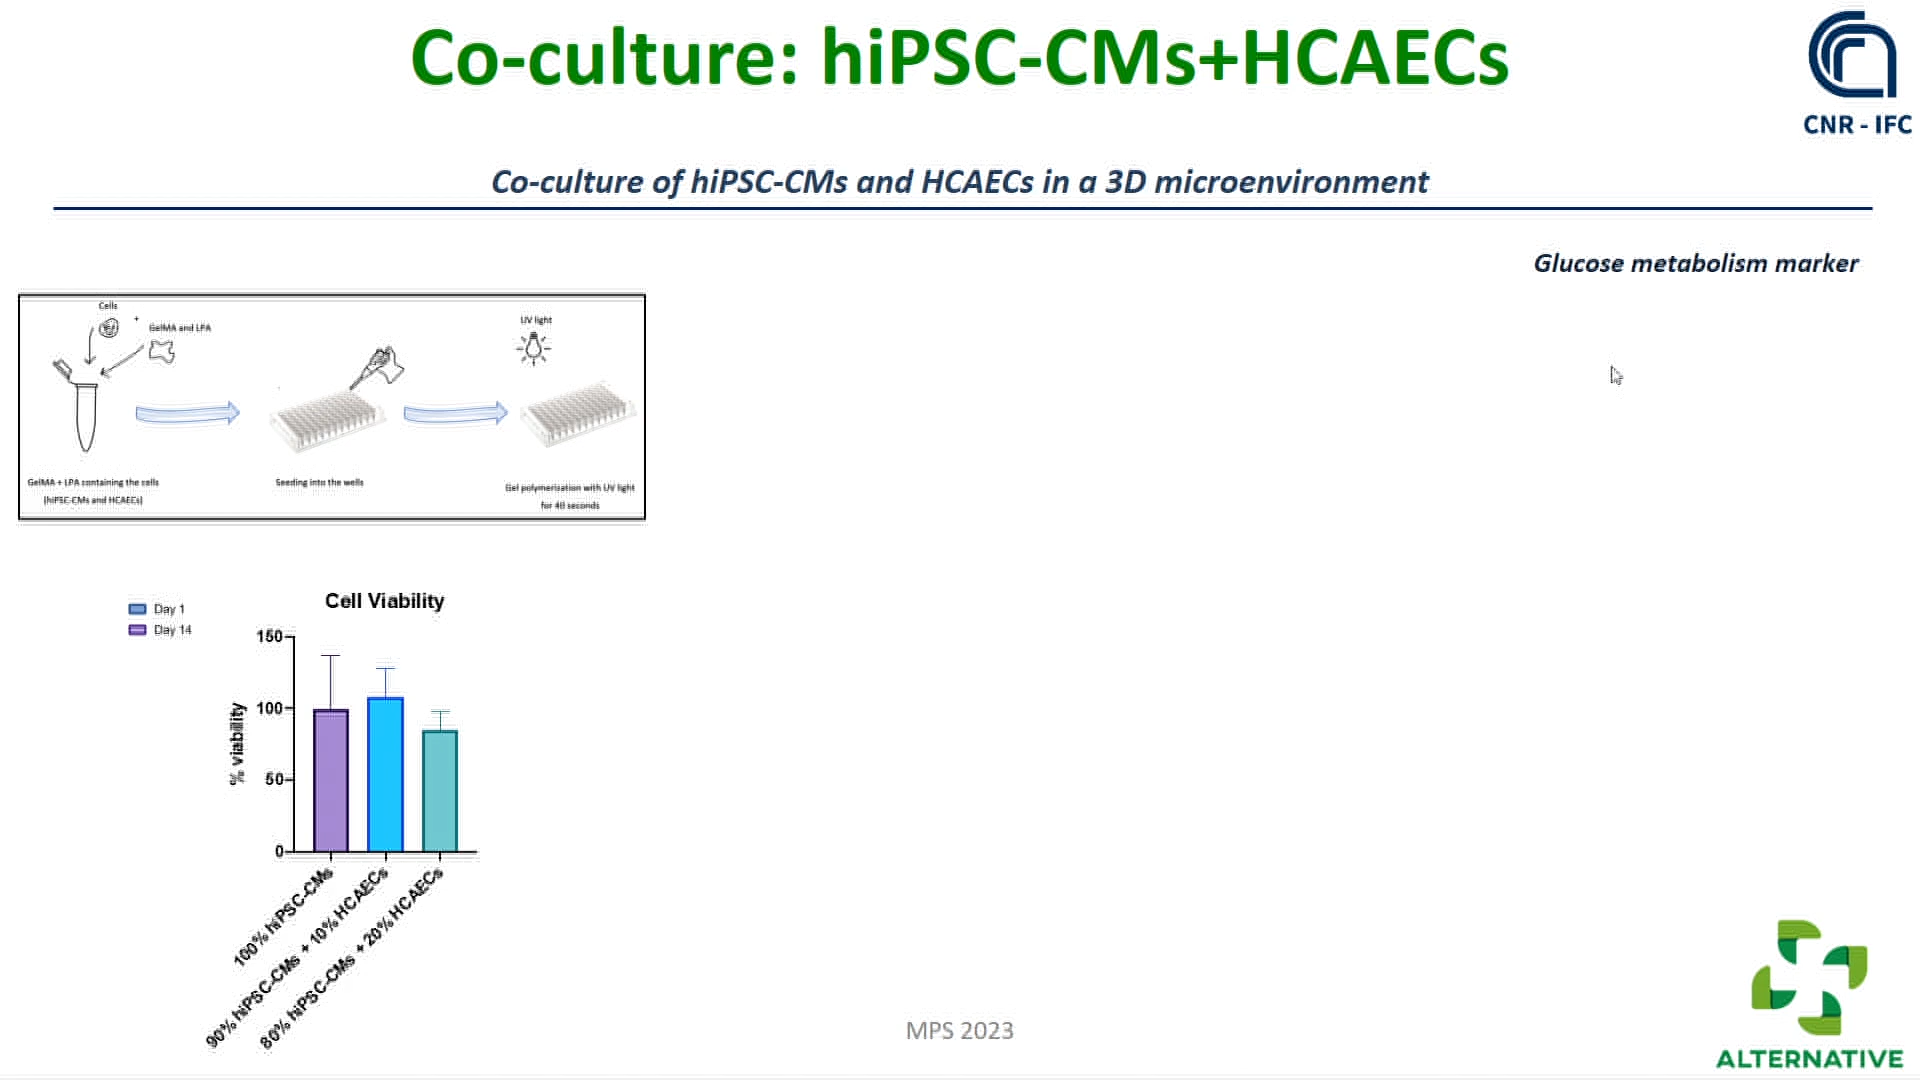 Co-culture: hiPSC-CMs+HCAECs
CNR - IFC
Co-culture of hiPSC-CMs and HCAECs in a 3D microenvironment
Glucose metabolism marker
Cells
+
GelMA and LPA
UV light
GelMA + LPA containing the cells
(hiPSC-CMs and HCAECs)
Seeding into the wells
Gel polymerization with UV light
for 40 seconds
Day 1
Day 14
Cell Viability
% viability
150
100
50
0
100% hiPSC-CMs
90% hiPSC-CMs + 10% HCAECs
80% hiPSC-CMs + 20% HCAECs
MPS 2023
ALTERNATIVE